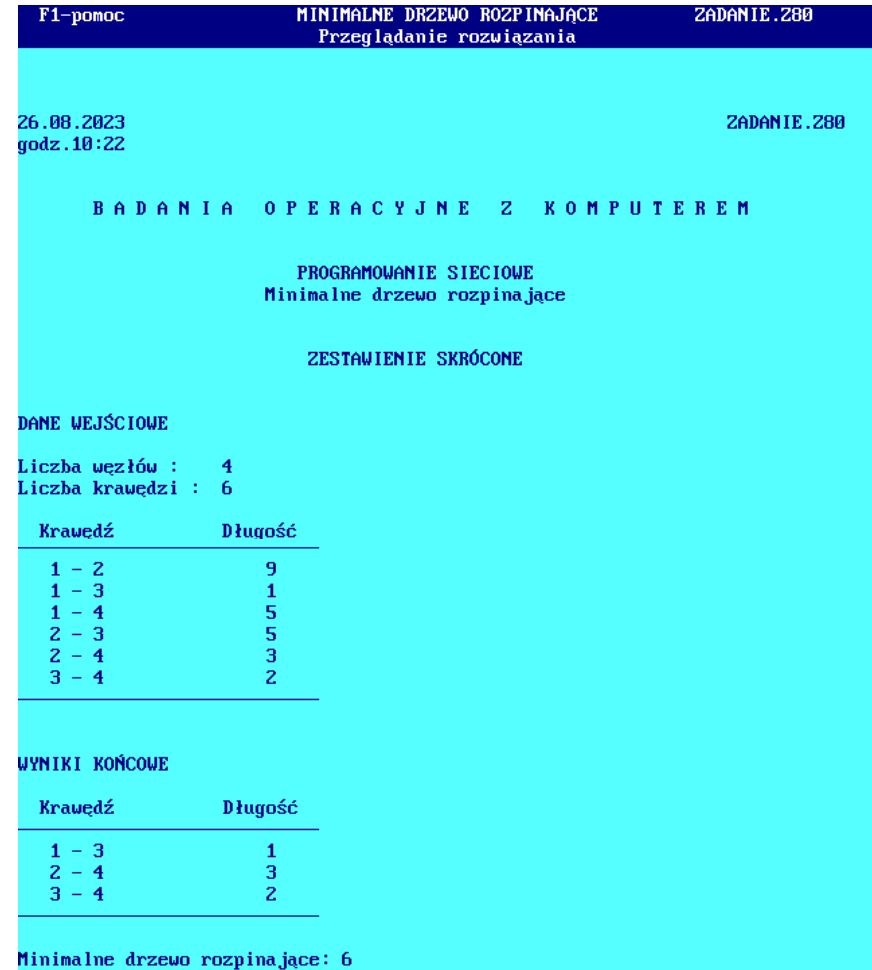 F1-pomoc MINIMALNE DRZEWO ROZPINAJĄCE ZADANIE.Z80
Przeglądanie rozwiązania
26.08.2023 ZADANIE.Z80
godz.10:22
B A D A N I A O P E R A C Y J N E Z K O M P U T E R E M
PROGRAMOWANIE SIECIOWE
Minimalne drzewo rozpinające
ZESTAWIENIE SKRÓCONE
DANE WEJŚCIOWE
Liczba węzłów : 4
Liczba krawędzi : 6
Krawędź Długość
1 - 2 9
1 - 3 1
1 - 4 5
2 - 3 5
2 - 4 3
3 - 4 2
WYNIKI KOŃCOWE
Krawędź Długość
1 - 3 1
2 - 4 3
3 - 4 2
Minimalne drzewo rozpinające: 6